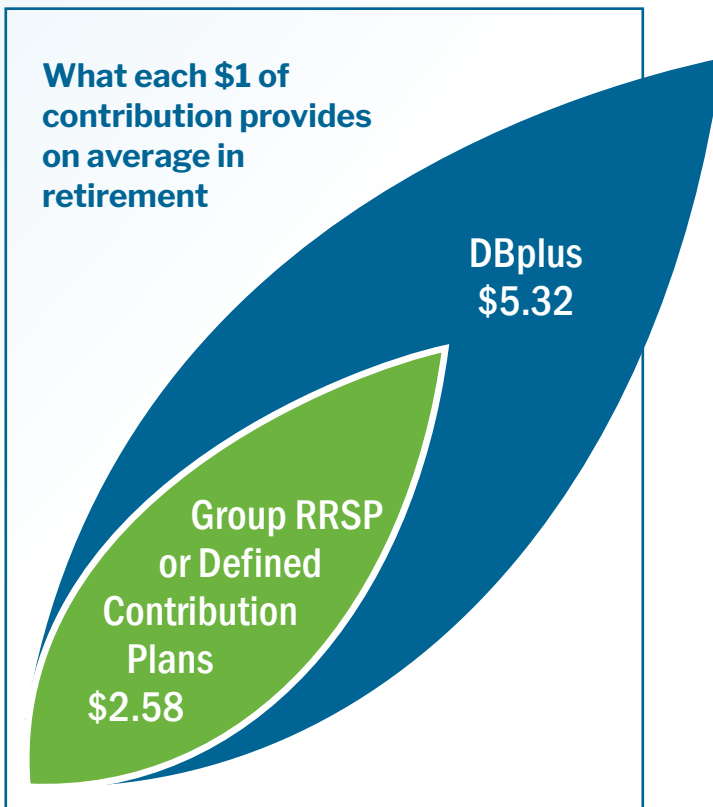 What each $1 of
contribution provides
on average in
retirement
DBplus
$5.32
Group RRSP
or Defined
Contribution
Plans
$2.58